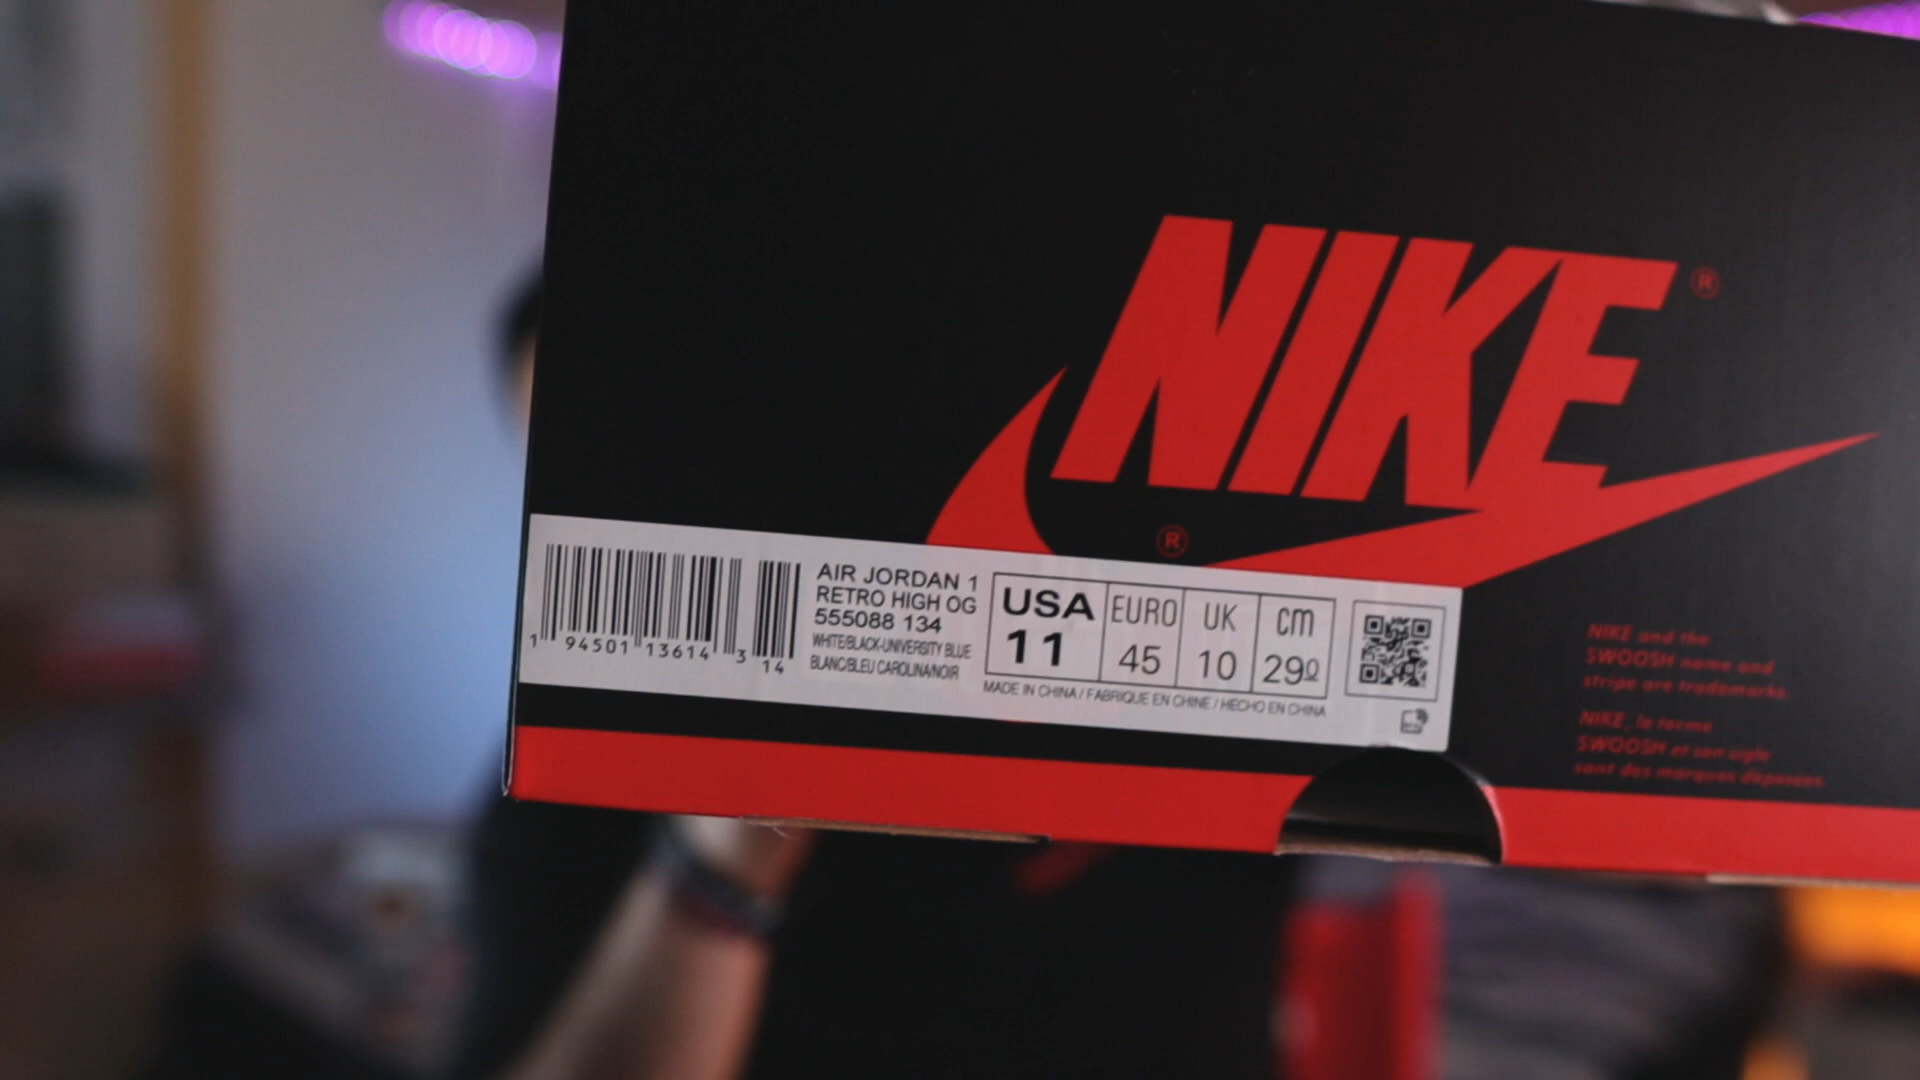 NIKE ®
®
1 94501 13614 3 14
AIR JORDAN 1
RETRO HIGH OG
555088 134
WHITE/BLACK-UNIVERSITY BLUE
BLANC/BLEU CAROLINA/NOIR
USA EURO UK cm
11 45 10 29
MADE IN CHINA / FABRIQUE EN CHINE / HECHO EN CHINA
NIKE and the
SWOOSH name and
stripe are trademarks.
NIKE, le terme
SWOOSH et son sigle
sont des marques deposees.